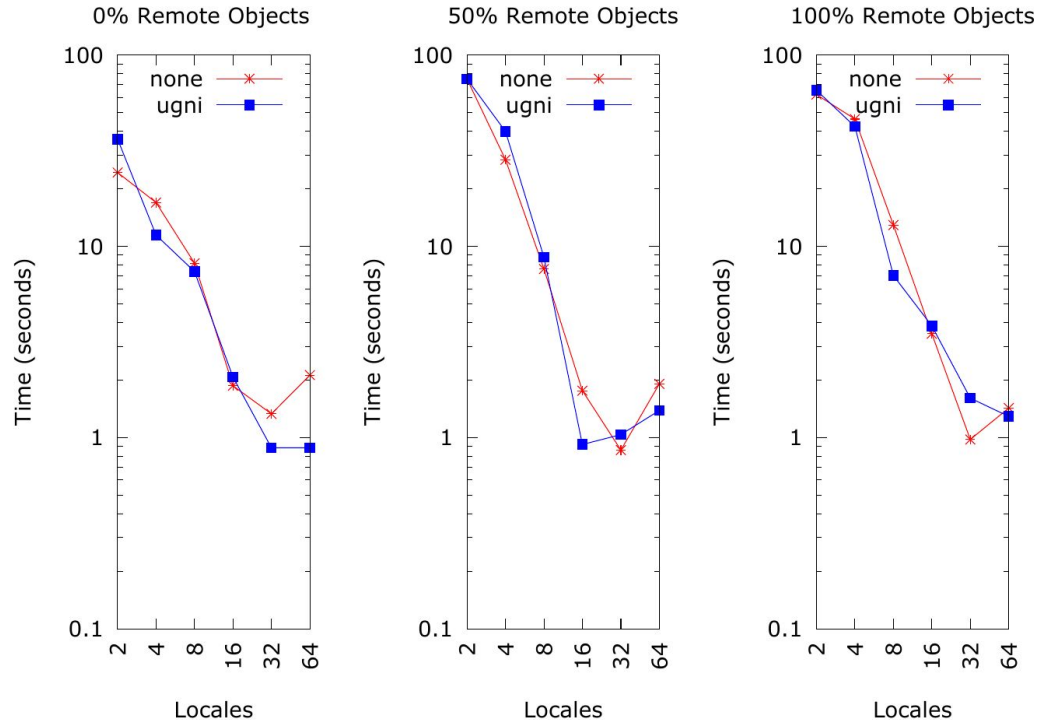 0% Remote Objects
100
10
1
0.1
Time (seconds)
none
ugni
2 4 8 16 32 64
Locales
50% Remote Objects
100
10
1
0.1
Time (seconds)
none
ugni
2 4 8 16 32 64
Locales
100% Remote Objects
100
10
1
0.1
Time (seconds)
none
ugni
2 4 8 16 32 64
Locales